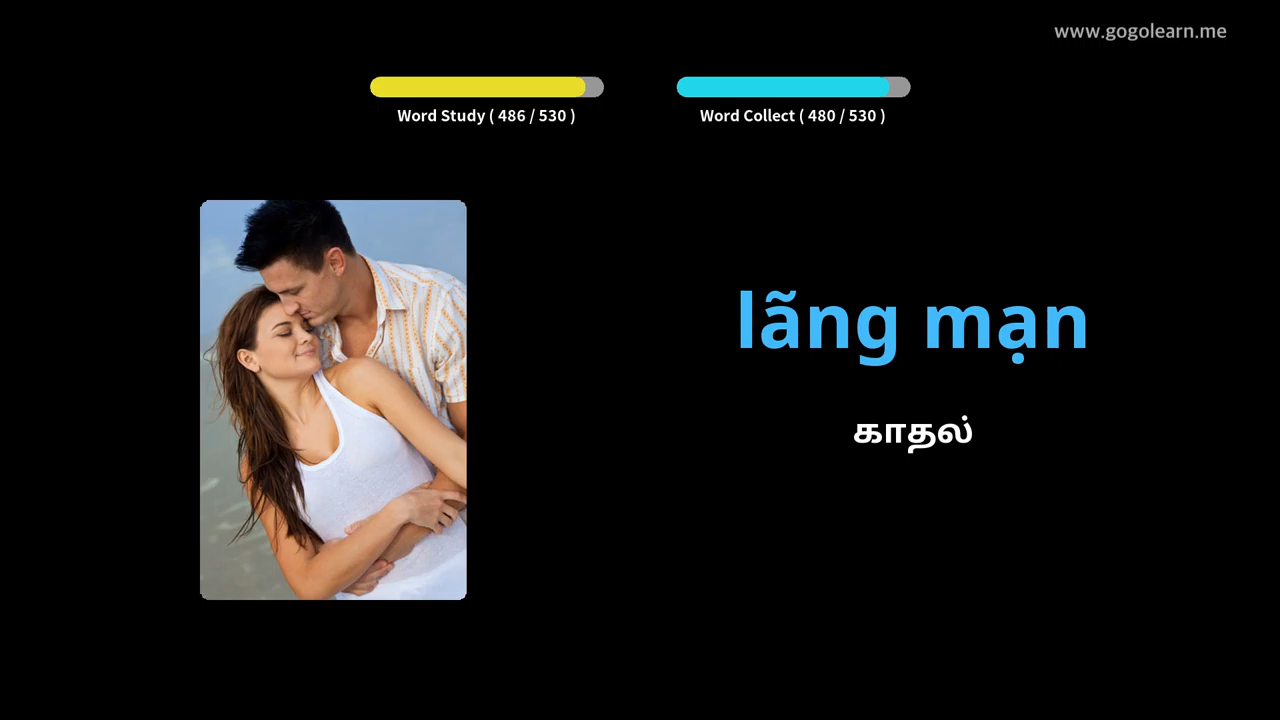 www.gogolearn.me
Word Study ( 486 / 530 )
Word Collect ( 480 / 530 )
lãng mạn
காதல்